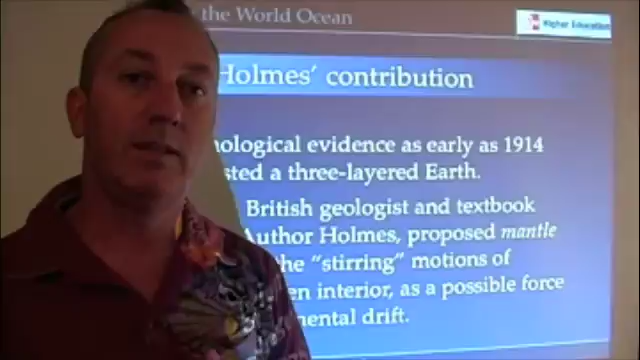 the World Ocean
Higher Education
Holmes' contribution
nological evidence as early as 1914
sted a three-layered Earth.
British geologist and textbook
Author Holmes, proposed mantle
he "stirring" motions of
en interior, as a possible force
nental drift.